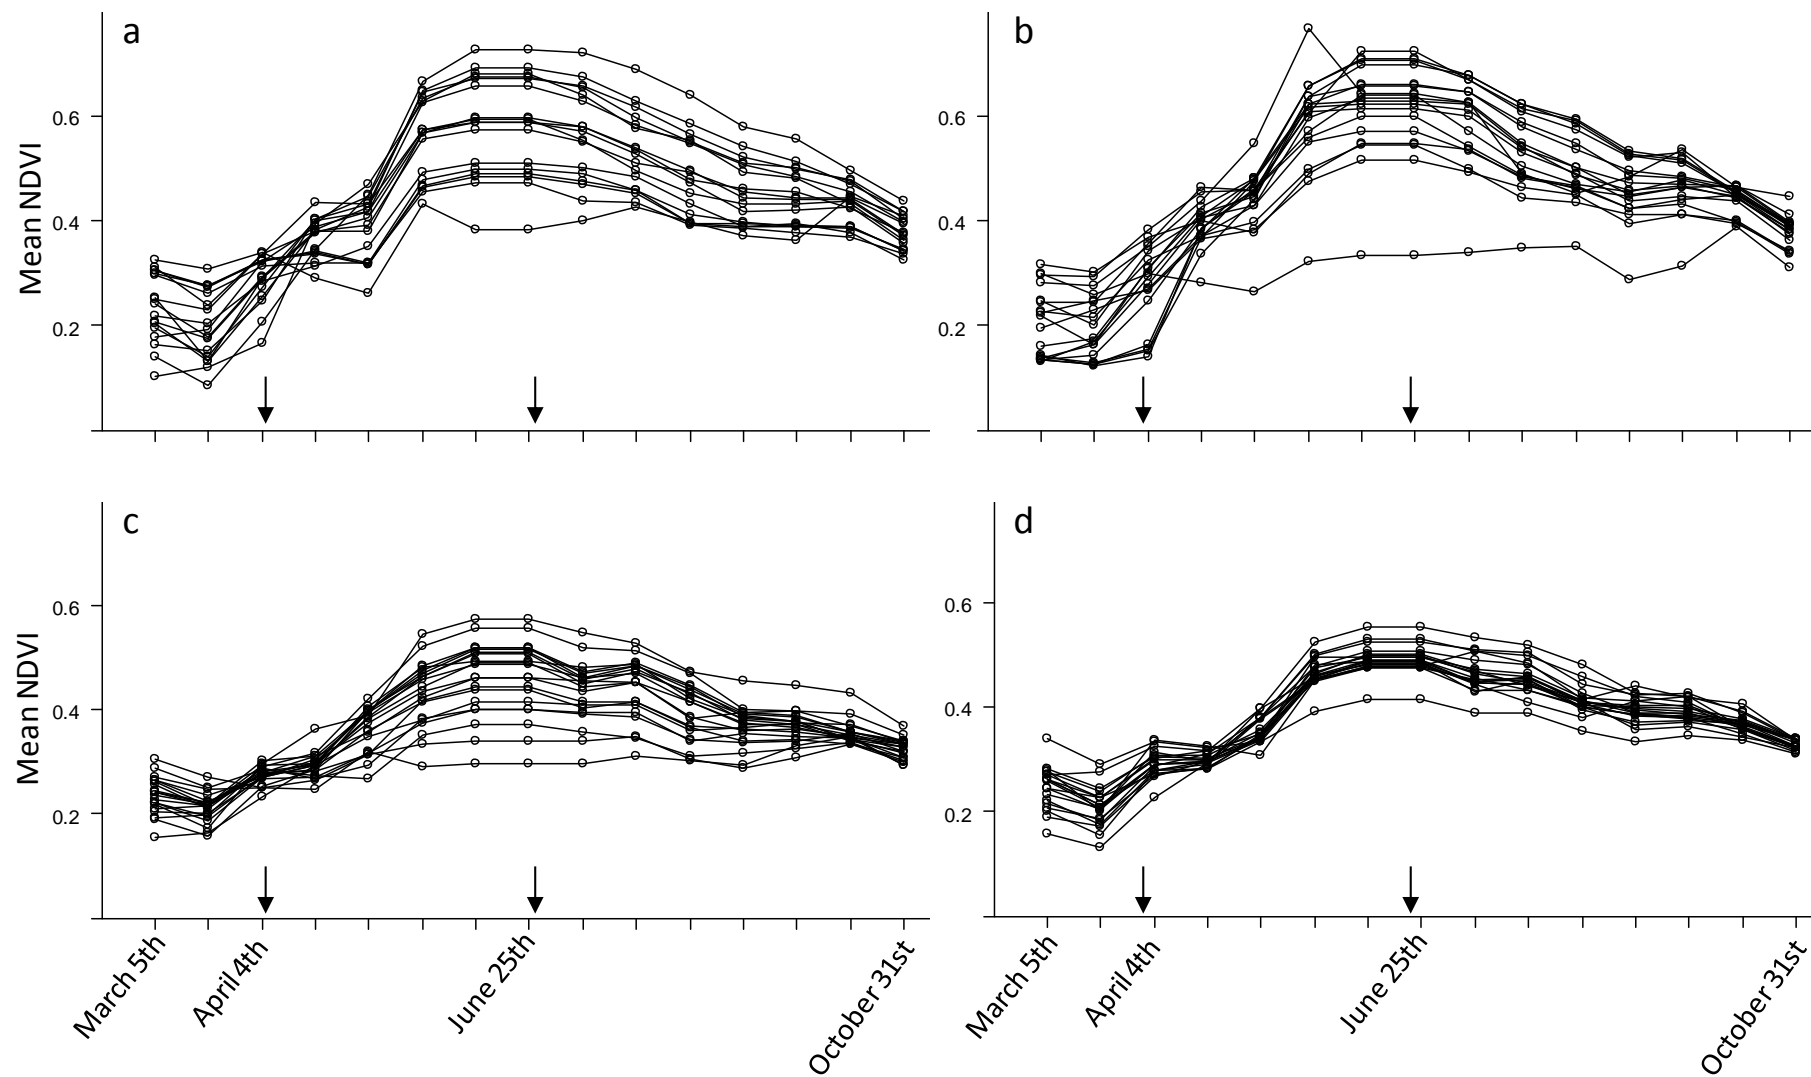 a
b
Mean NDVI
0.6
0.4
0.2
0.6
0.4
0.2
c
d
Mean NDVI
0.6
0.4
0.2
0.6
0.4
0.2
March 5th
April 4th
June 25th
October 31st
March 5th
April 4th
June 25th
October 31st